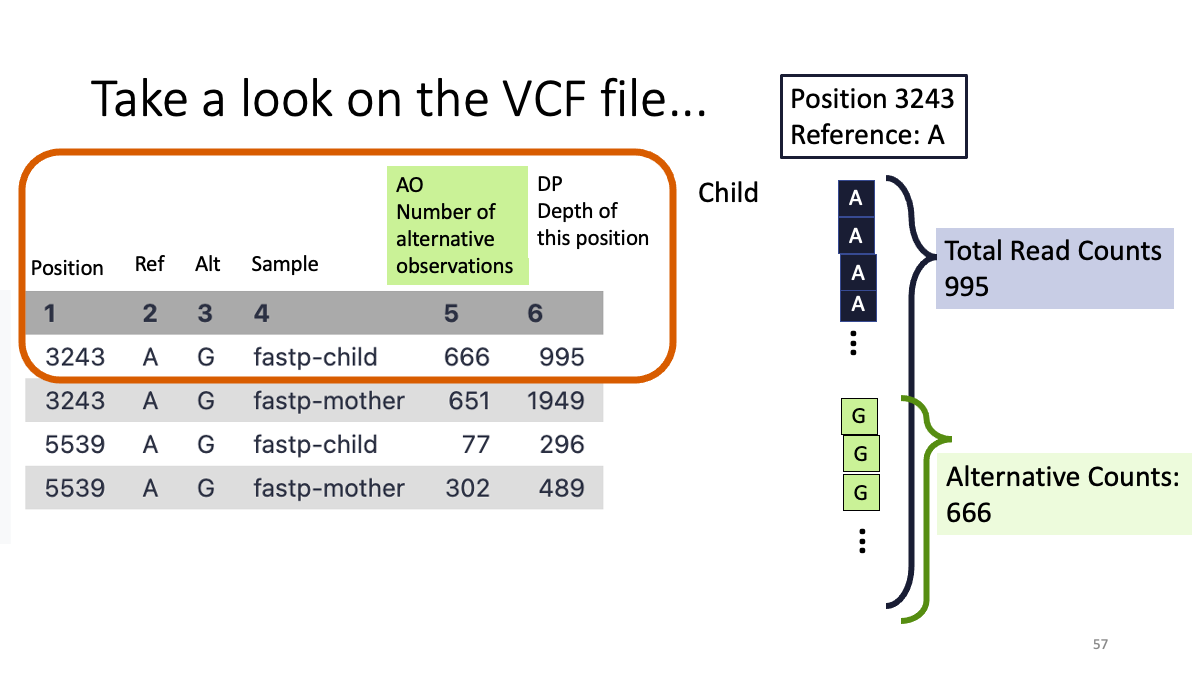 Take a look on the VCF file...
Position 3243
Reference: A
AO
Number of
alternative
observations
DP
Depth of
this position
Position Ref Alt Sample
1 2 3 4 5 6
3243 A G fastp-child 666 995
3243 A G fastp-mother 651 1949
5539 A G fastp-child 77 296
5539 A G fastp-mother 302 489
Child
A
A
A
A
⋮
Total Read Counts
995
G
G
G
⋮
Alternative Counts:
666
57